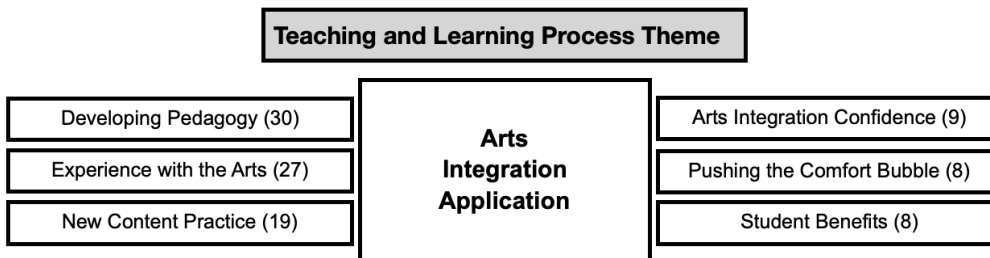 Teaching and Learning Process Theme
Developing Pedagogy (30)
Experience with the Arts (27)
New Content Practice (19)
Arts
Integration
Application
Arts Integration Confidence (9)
Pushing the Comfort Bubble (8)
Student Benefits (8)